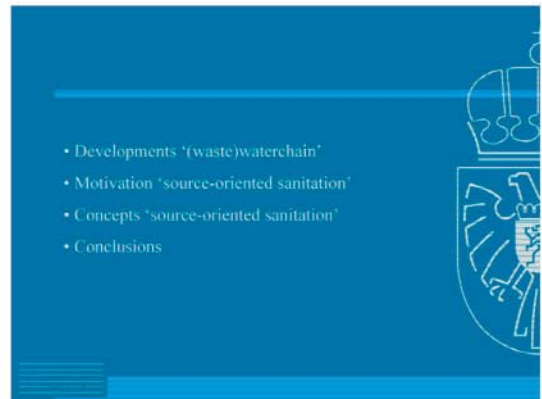 • Developments ‘(waste)waterchain’
• Motivation ‘source-oriented sanitation’
• Concepts ‘source-oriented sanitation’
• Conclusions